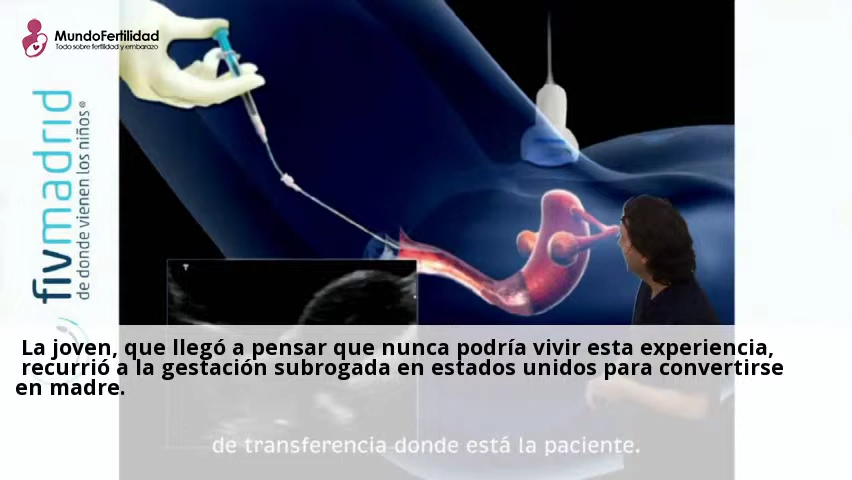 MundoFertilidad
Todo sobre fertilidad y embarazo
fivmadrid
de donde vienen los niños®
La joven, que llegó a pensar que nunca podría vivir esta experiencia,
recurrió a la gestación subrogada en estados unidos para convertirse
en madre.
de transferencia donde está la paciente.